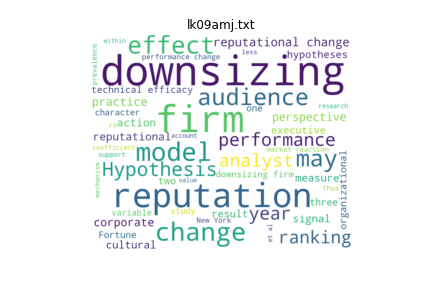 lk09amj.txt
within
less
effect
reputational change
performance change
hypotheses
prevalence
downsizing
technical efficacy
audience
practice
one
research
character
firm
perspective
reaction
executive
reputational
account
performance
coefficient
market reaction
model
analyst
may
support
Hypothesis
downsizing firm
measure
organizational
mechanism
two
value
Thus
reputation
three
variable
study
New York
result
year
signal
corporate
et al
Fortune
change
ranking
cultural